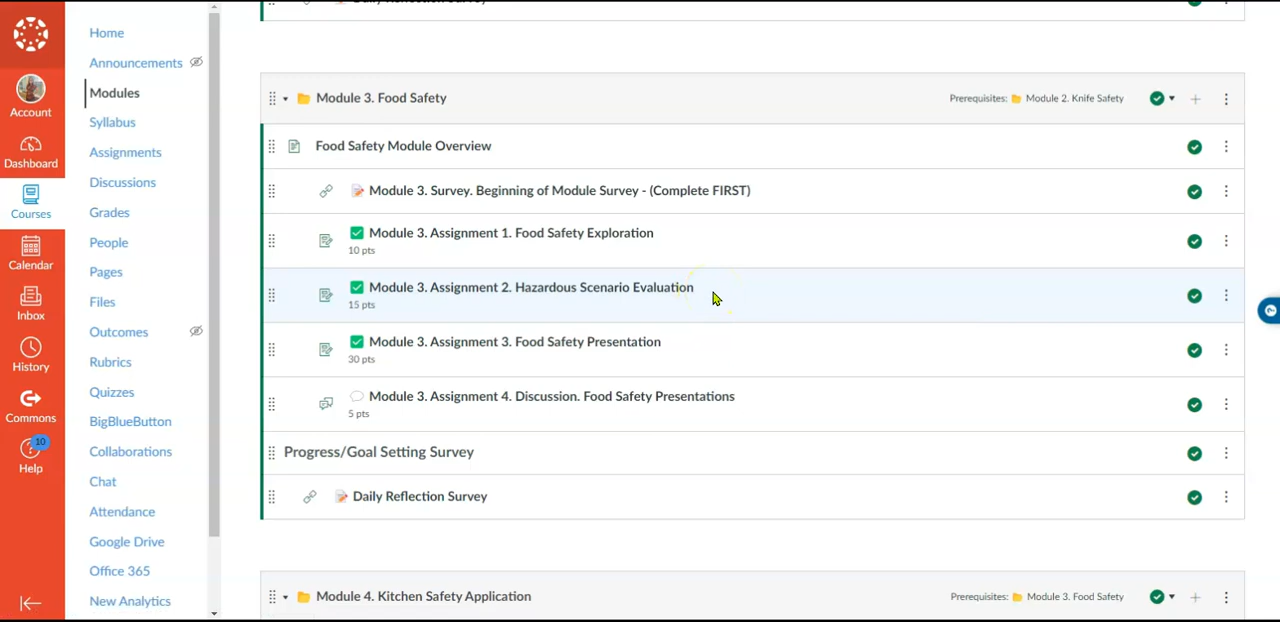 Daily Reflection Survey
Home
Announcements
Modules
Syllabus
Assignments
Discussions
Grades
People
Pages
Files
Outcomes
Rubrics
Quizzes
BigBlueButton
Collaborations
Chat
Attendance
Google Drive
Office 365
New Analytics
Account
Dashboard
Courses
Calendar
Inbox
History
Commons
10
Help
Module 3. Food Safety
Prerequisites: Module 2. Knife Safety
Food Safety Module Overview
Module 3. Survey. Beginning of Module Survey - (Complete FIRST)
Module 3. Assignment 1. Food Safety Exploration
10 pts
Module 3. Assignment 2. Hazardous Scenario Evaluation
15 pts
Module 3. Assignment 3. Food Safety Presentation
30 pts
Module 3. Assignment 4. Discussion. Food Safety Presentations
5 pts
Progress/Goal Setting Survey
Daily Reflection Survey
Module 4. Kitchen Safety Application
Prerequisites: Module 3. Food Safety